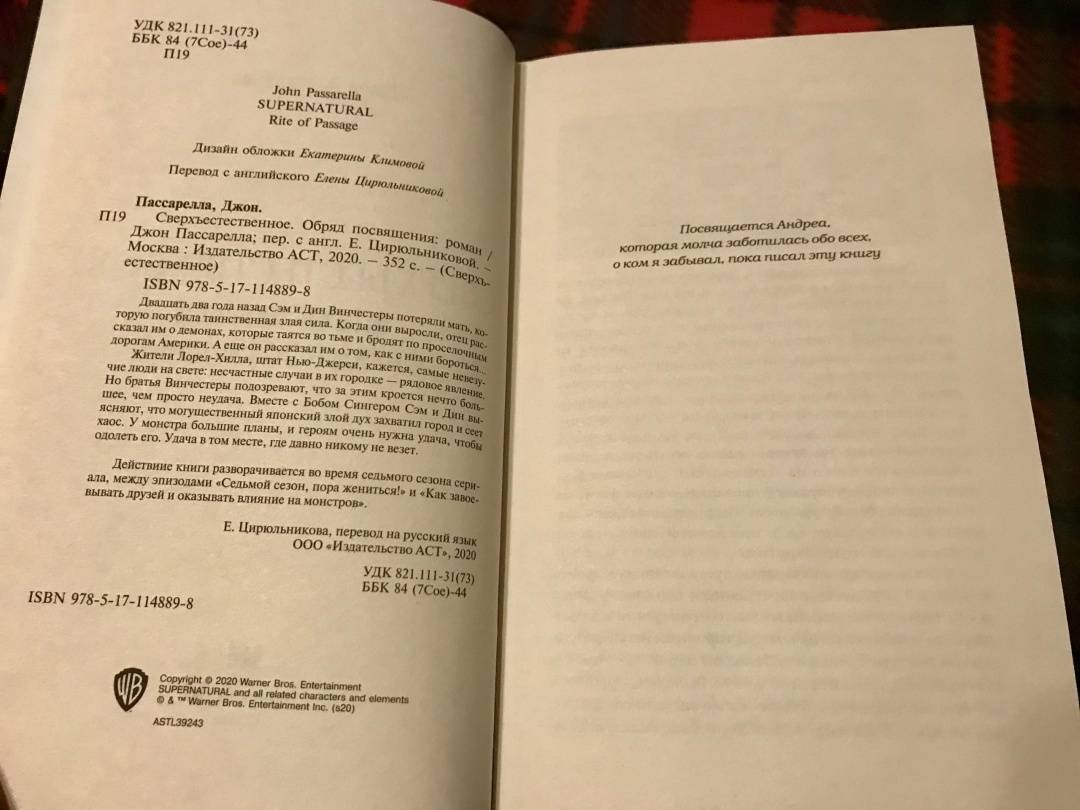 УДК 821.111-31(73)
ББК 84 (7Сое)-44
П19
John Passarella
SUPERNATURAL
Rite of Passage
Дизайн обложки Екатерины Климовой
Перевод с английского Елены Цирюльниковой
Пассарелла, Джон.
П19 Сверхъестественное. Обряд посвящения: роман /
Джон Пассарелла; пер. с англ. Е. Цирюльниковой. –
Москва : Издательство АСТ, 2020. — 352 с. — (Сверхъ-
естественное)
ISBN 978-5-17-114889-8
Двадцать два года назад Сэм и Дин Винчестеры потеряли мать, ко-
торую погубила таинственная злая сила. Когда они выросли, отец рас-
сказал им о демонах, которые таятся во тьме и бродят по проселочным
дорогам Америки. А еще он рассказал им о том, как с ними бороться...
Жители Лорел-Хилла, штат Нью-Джерси, кажется, самые невезу-
чие люди на свете: несчастные случаи в их городке — рядовое явление.
Но братья Винчестеры подозревают, что за этим кроется нечто боль-
шее, чем просто неудача. Вместе с Бобом Сингером Сэм и Дин вы-
ясняют, что могущественный японский злой дух захватил город и сеет
хаос. У монстра большие планы, и героям очень нужна удача, чтобы
одолеть его. Удача в том месте, где давно никому не везет.
Действиие книги разворачивается во время седьмого сезона сери-
ала, между эпизодами «Седьмой сезон, пора жениться!» и «Как завое-
вывать друзей и оказывать влияние на монстров».
Е. Цирюльникова, перевод на русский язык
ООО «Издательство АСТ», 2020
УДК 821.111-31(73)
ББК 84 (7Сое)-44
ISBN 978-5-17-114889-8
WB
Copyright © 2020 Warner Bros. Entertainment
SUPERNATURAL and all related characters and elements
© & ™ Warner Bros. Entertainment Inc. (s20)
ASTL39243
Посвящается Андреа,
которая молча заботилась обо всех,
о ком я забывал, пока писал эту книгу